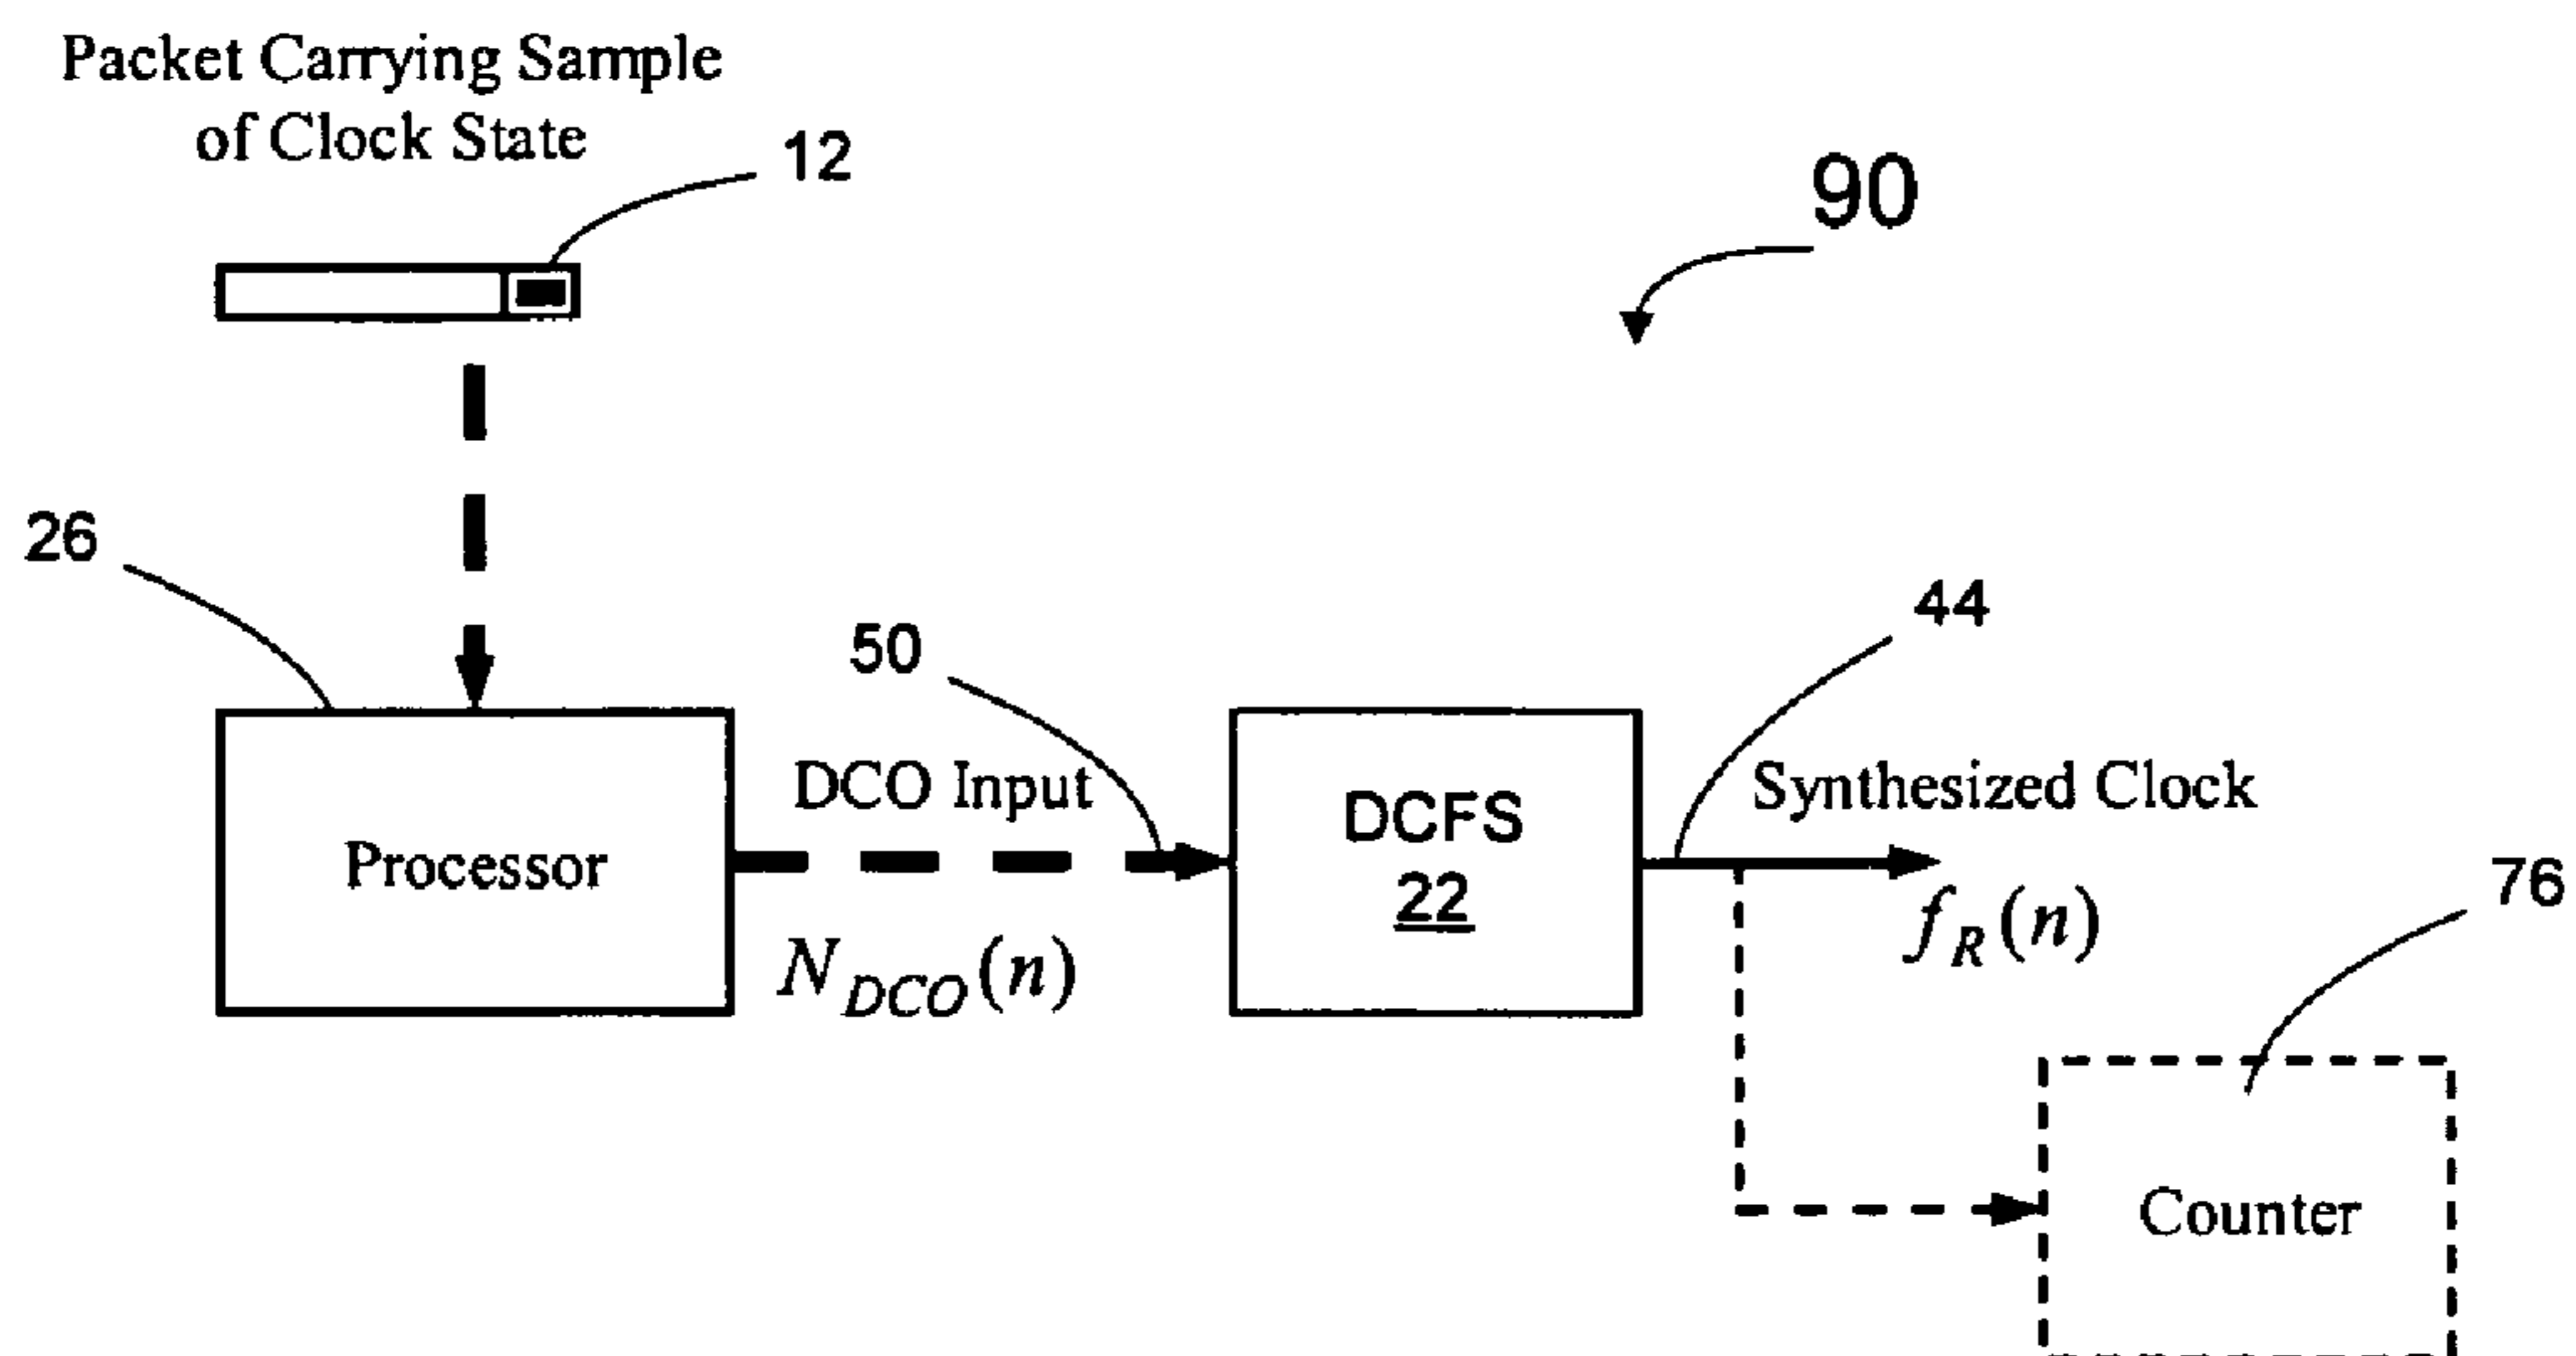 Packet Carrying Sample
of Clock State
12
90
26
50
44
DCO Input
DCFS
22
Synthesized Clock
Processor
76
N_DCO(n)
f_R(n)
Counter